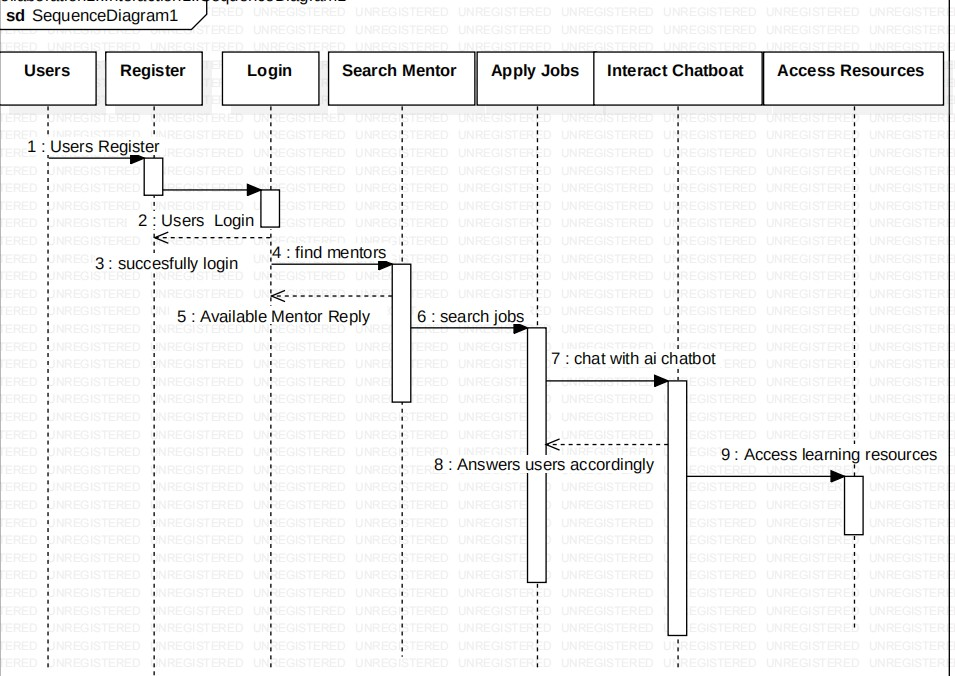 sd SequenceDiagram1
Users
Register
Login
Search Mentor
Apply Jobs
Interact Chatboat
Access Resources
1 : Users Register
2 : Users Login
3 : succesfully login
4 : find mentors
5 : Available Mentor Reply
6 : search jobs
7 : chat with ai chatbot
8 : Answers users accordingly
9 : Access learning resources
UNREGISTERED